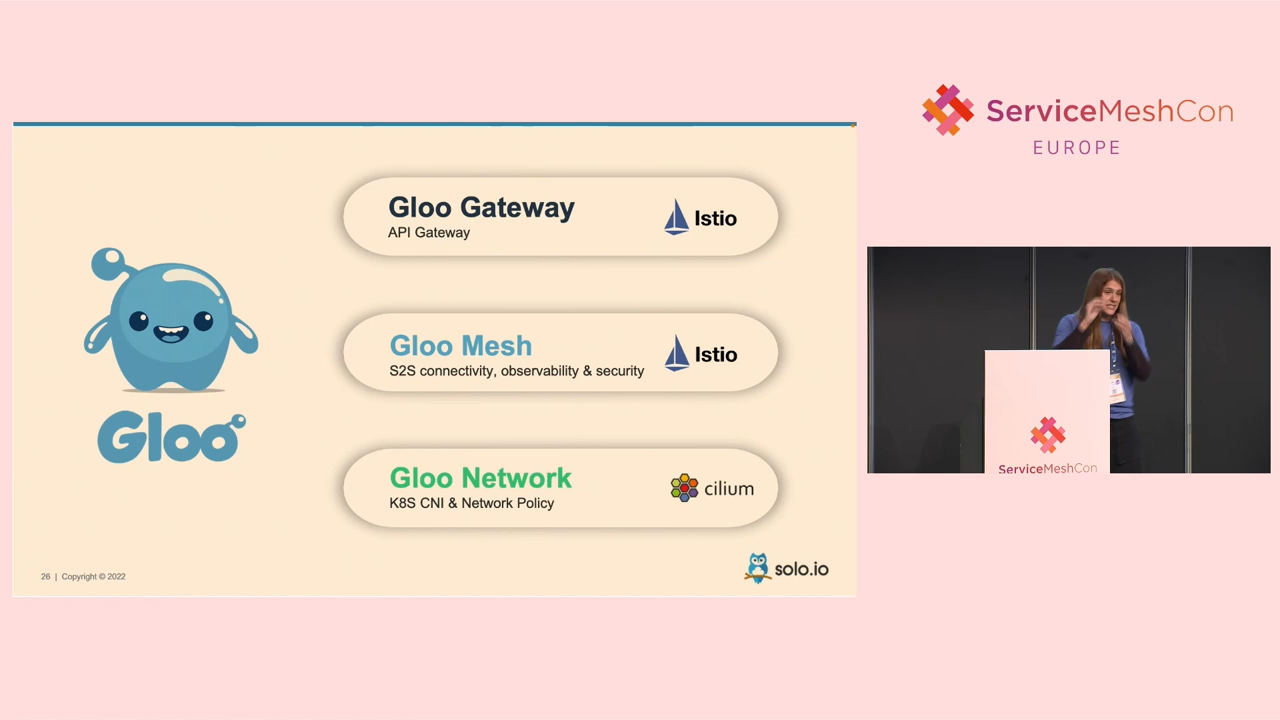 ServiceMeshCon
EUROPE
Gloo Gateway
API Gateway
Istio
Gloo Mesh
S2S connectivity, observability & security
Istio
Gloo Network
K8S CNI & Network Policy
cilium
Gloo
26 | Copyright © 2022
solo.io
ServiceMeshCon